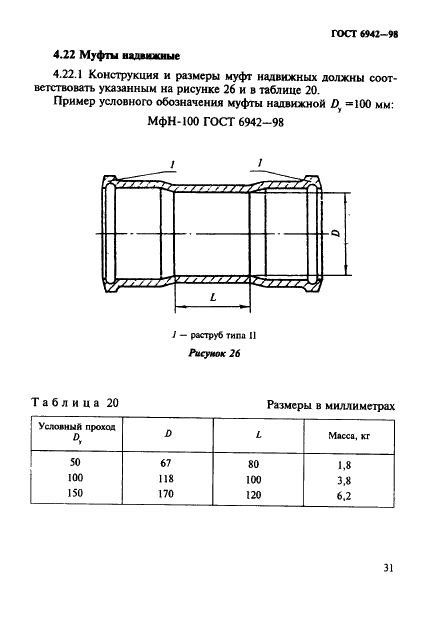 ГОСТ 6942—98
4.22 Муфты надвижные
4.22.1 Конструкция и размеры муфт надвижных должны соот-
ветствовать указанным на рисунке 26 и в таблице 20.
Пример условного обозначения муфты надвижной Dу =100 мм:
МфН-100 ГОСТ 6942—98
1 1
D
L
1 — раструб типа II
Рисунок 26
Таблица 20 Размеры в миллиметрах
Условный проход Dу D L Масса, кг
50 67 80 1,8
100 118 100 3,8
150 170 120 6,2
31